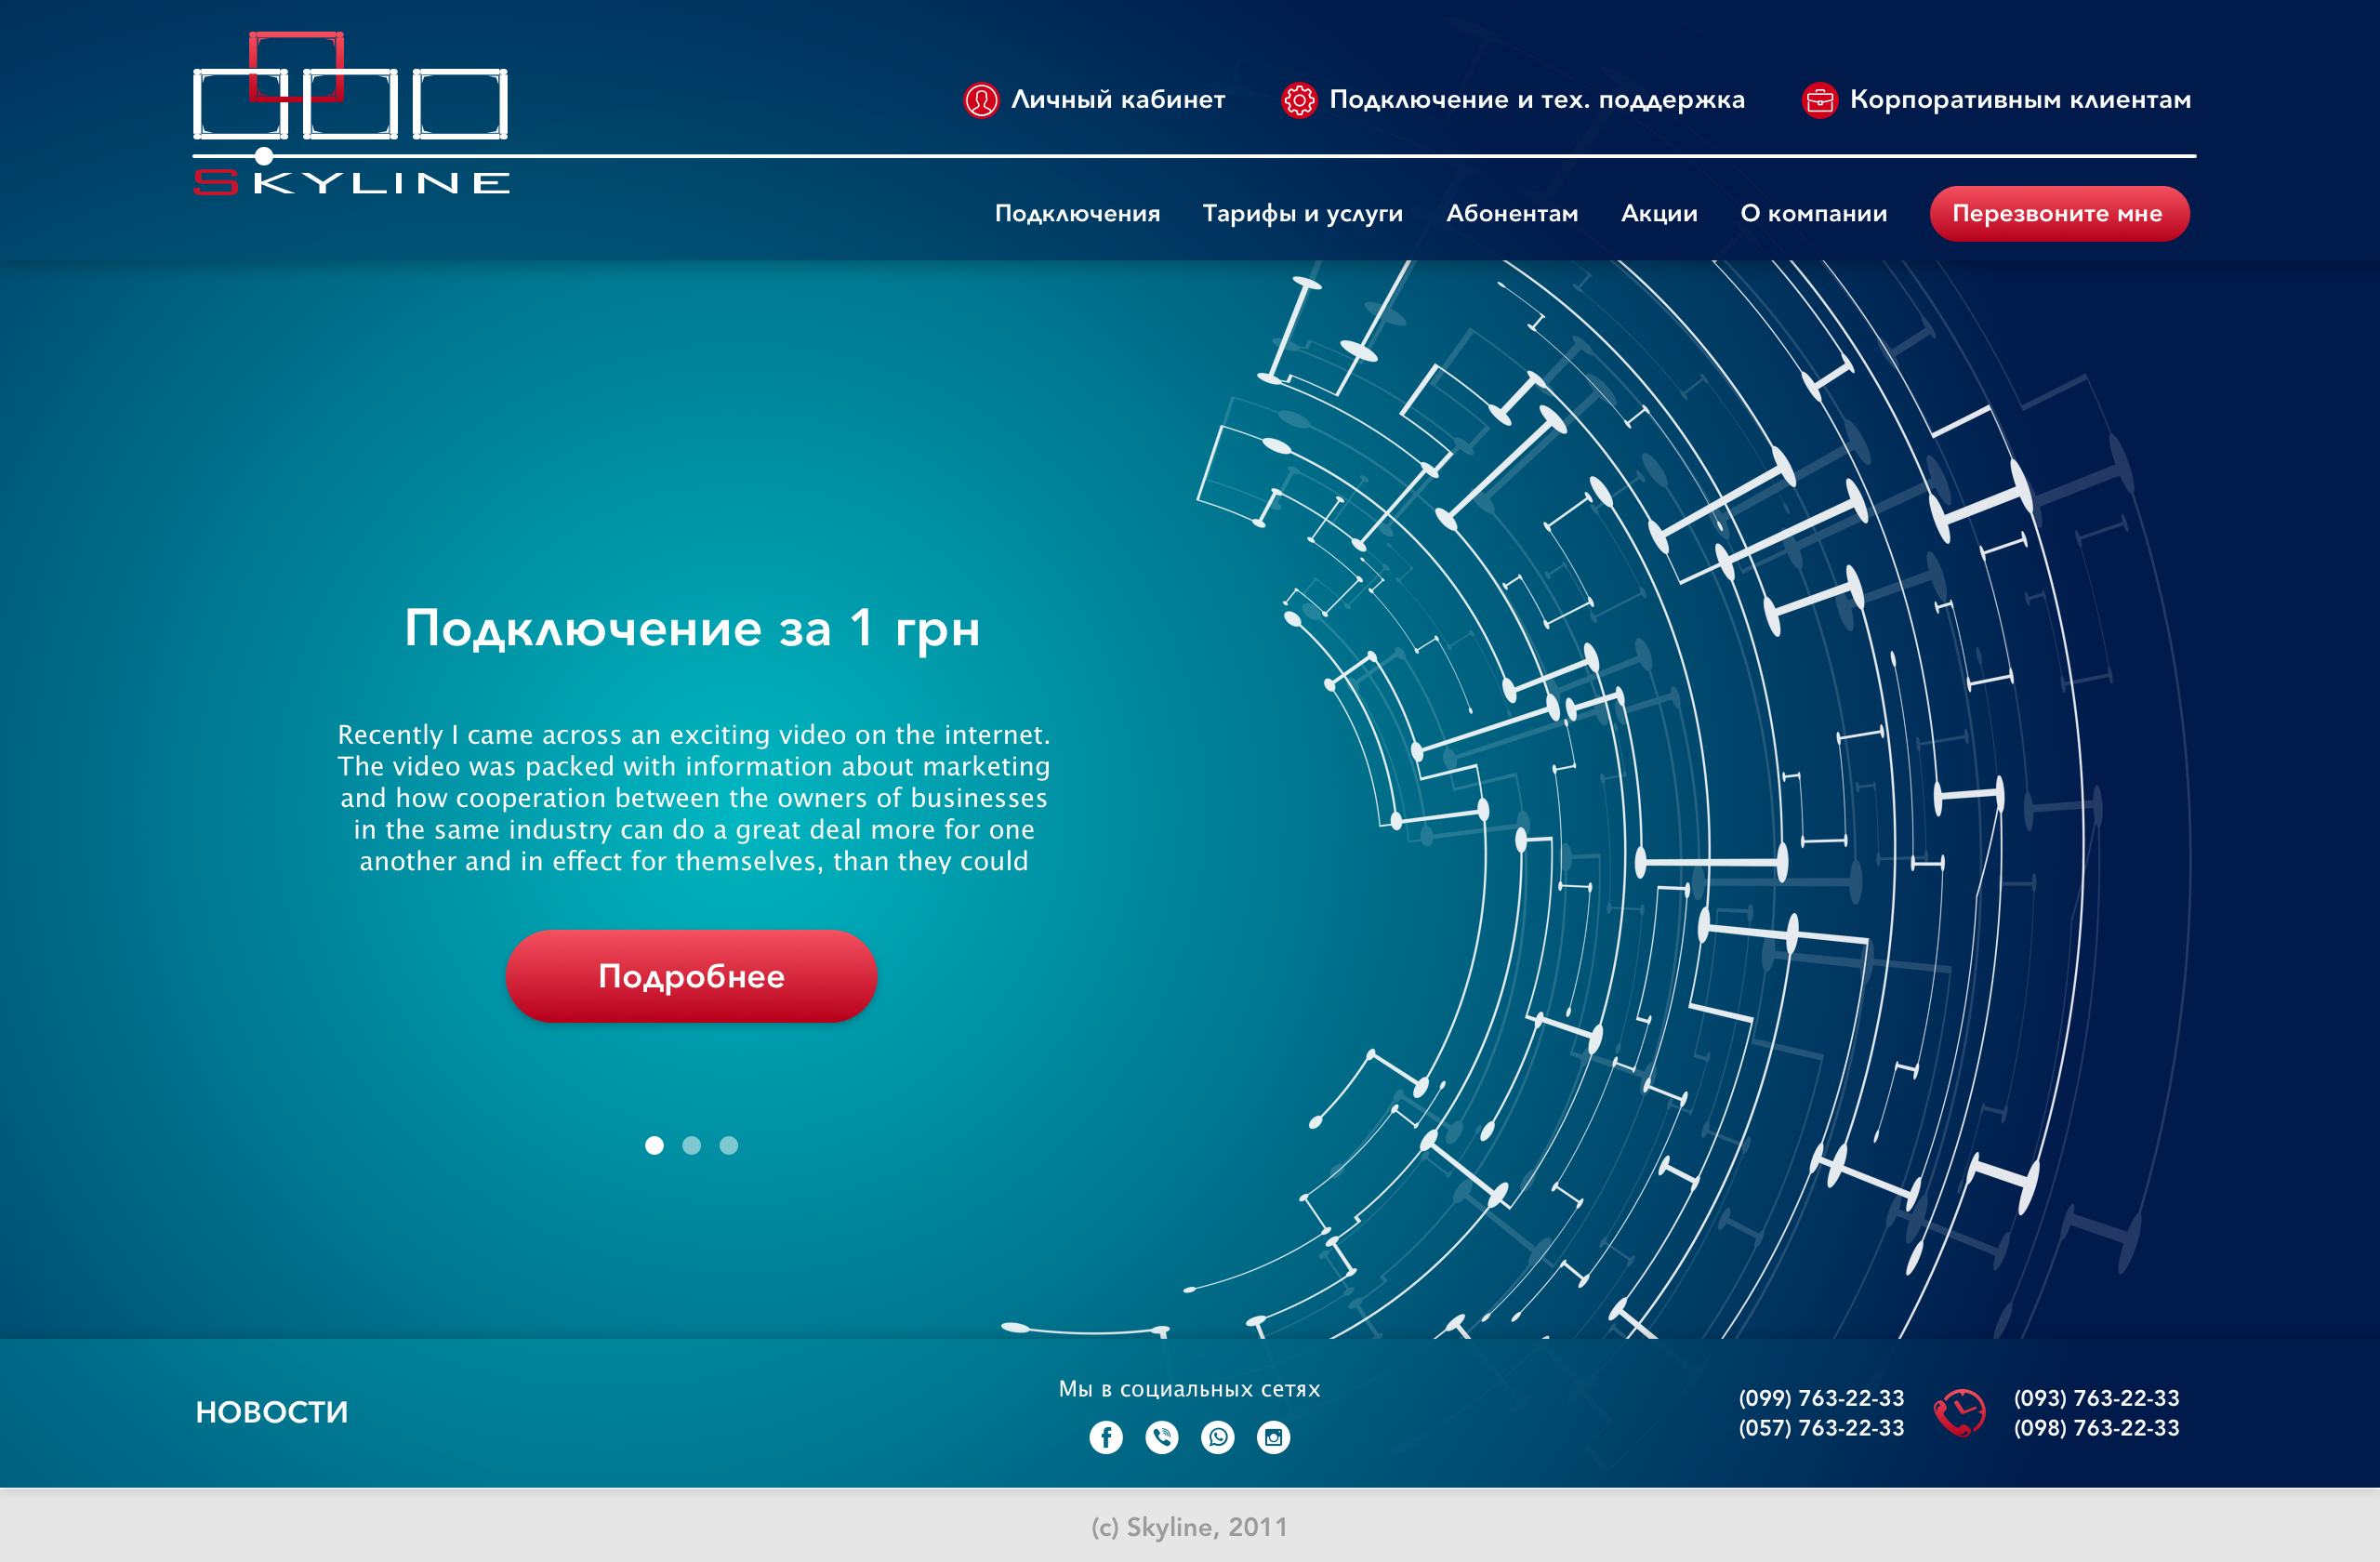 Личный кабинет
Подключение и тех. поддержка
Корпоративным клиентам
SKYLINE
Подключения
Тарифы и услуги
Абонентам
Акции
О компании
Перезвоните мне
Подключение за 1 грн
Recently I came across an exciting video on the internet.
The video was packed with information about marketing
and how cooperation between the owners of businesses
in the same industry can do a great deal more for one
another and in effect for themselves, than they could
Подробнее
НОВОСТИ
Мы в социальных сетях
(099) 763-22-33
(057) 763-22-33
(093) 763-22-33
(098) 763-22-33
(c) Skyline, 2011